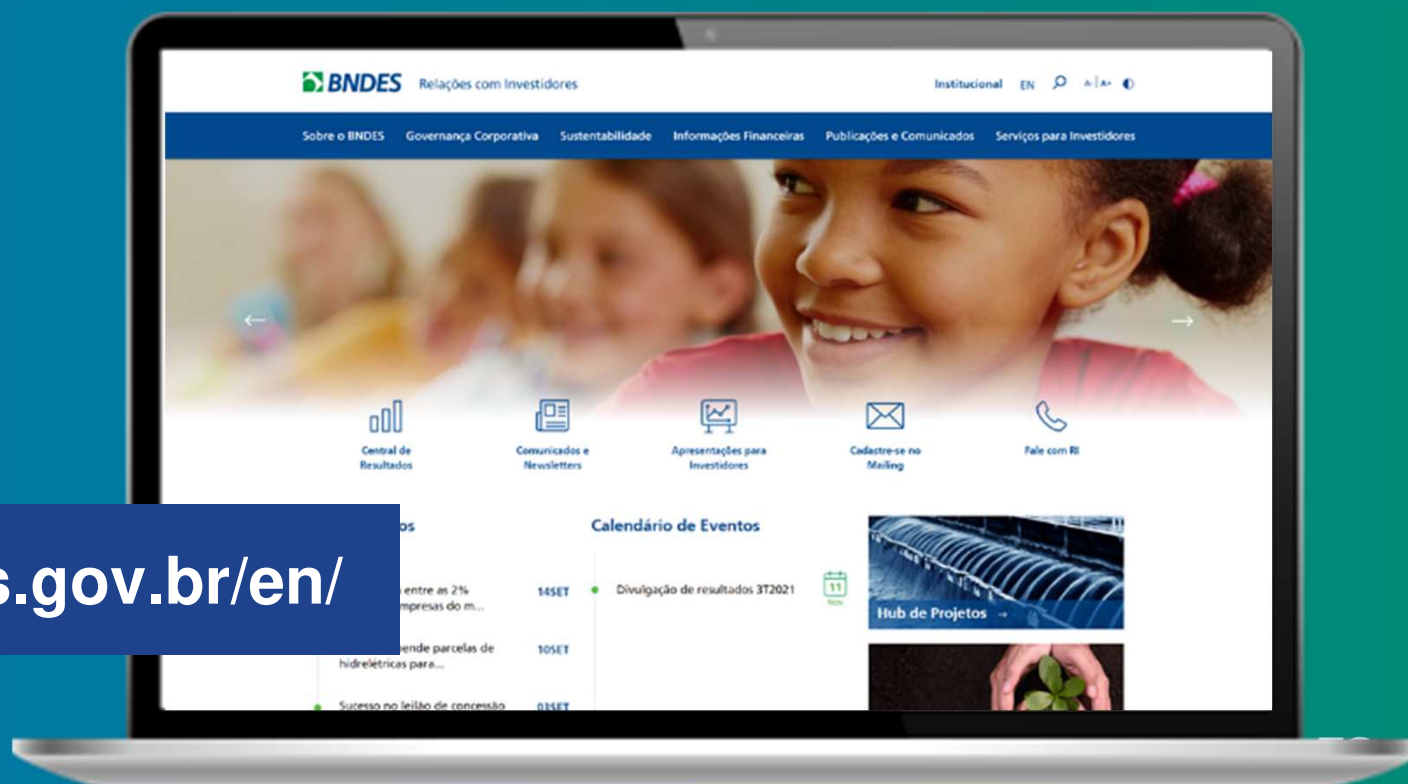 BNDES Relações com Investidores
Institucional EN A- A+
Sobre o BNDES Governança Corporativa Sustentabilidade Informações Financeiras Publicações e Comunicados Serviços para Investidores
Central de
Resultados
Comunicados e
Newsletters
Apresentações para
Investidores
Cadastre-se no
Mailing
Fale com RI
Calendário de Eventos
s.gov.br/en/
entre as 2%
mpresas do m...
14SET
ende parcelas de
hidrelétricas para...
10SET
Sucesso no leilão de concessão
03SET
Divulgação de resultados 3T2021
11
Nov
Hub de Projetos →